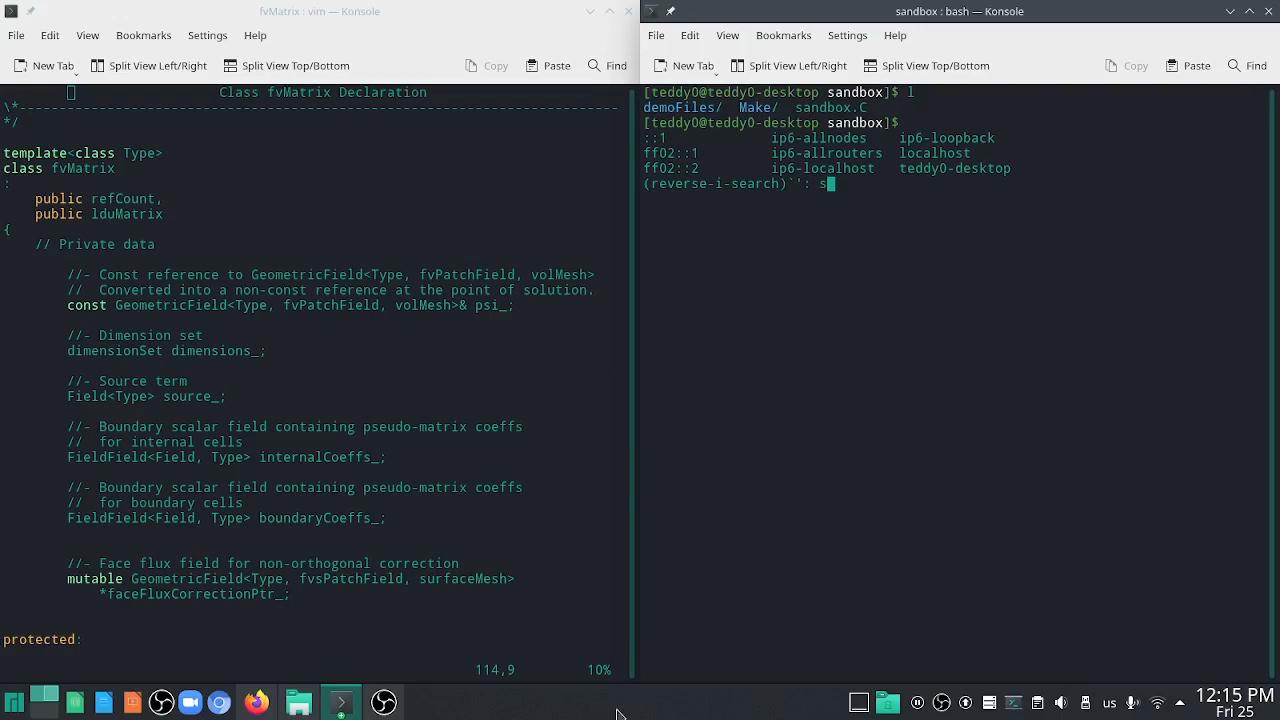 fvMatrix : vim — Konsole
File Edit View Bookmarks Settings Help
New Tab Split View Left/Right Split View Top/Bottom Copy Paste Find
Class fvMatrix Declaration
\*---------------------------------------------------------------------------
*/
template<class Type>
class fvMatrix
:
public refCount,
public lduMatrix
{
// Private data
//- Const reference to GeometricField<Type, fvPatchField, volMesh>
// Converted into a non-const reference at the point of solution.
const GeometricField<Type, fvPatchField, volMesh>& psi_;
//- Dimension set
dimensionSet dimensions_;
//- Source term
Field<Type> source_;
//- Boundary scalar field containing pseudo-matrix coeffs
// for internal cells
FieldField<Field, Type> internalCoeffs_;
//- Boundary scalar field containing pseudo-matrix coeffs
// for boundary cells
FieldField<Field, Type> boundaryCoeffs_;
//- Face flux field for non-orthogonal correction
mutable GeometricField<Type, fvsPatchField, surfaceMesh>
*faceFluxCorrectionPtr_;
protected:
114,9 10%
sandbox : bash — Konsole
File Edit View Bookmarks Settings Help
New Tab Split View Left/Right Split View Top/Bottom Copy Paste Find
[teddy0@teddy0-desktop sandbox]$ l
demoFiles/ Make/ sandbox.C
[teddy0@teddy0-desktop sandbox]$
::1 ip6-allnodes ip6-loopback
ff02::1 ip6-allrouters localhost
ff02::2 ip6-localhost teddy0-desktop
(reverse-i-search)`': s
us
12:15 PM
Fri 25